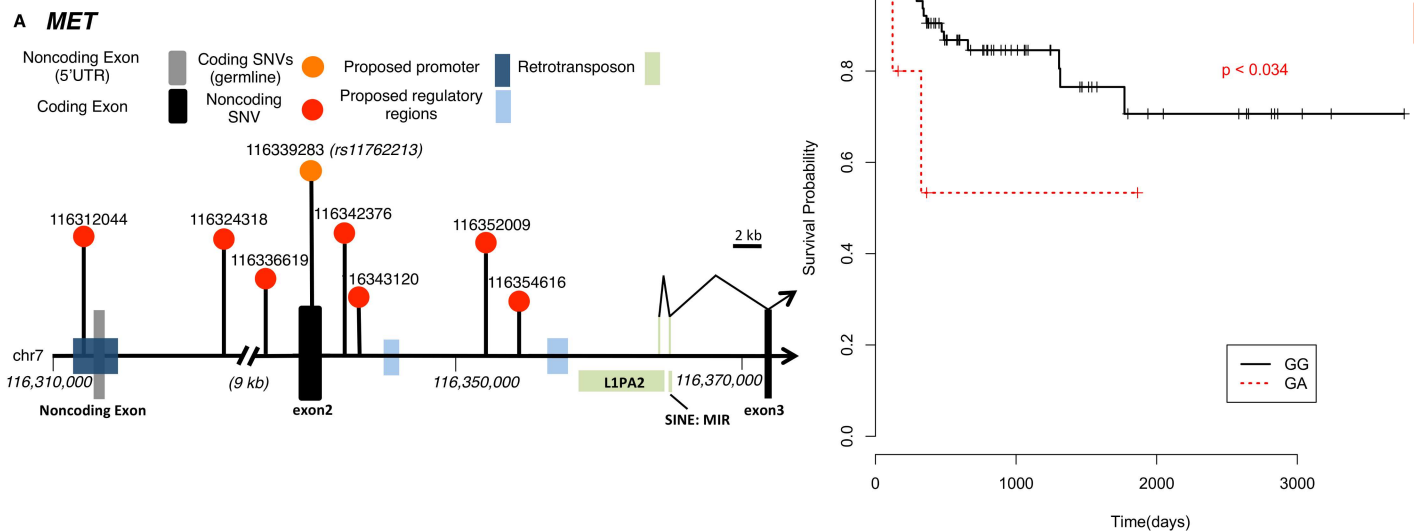 A MET
Noncoding Exon
(5'UTR)
Coding SNVs
(germline)
Proposed promoter
Retrotransposon
Coding Exon
Noncoding
SNV
Proposed regulatory
regions
116339283 (rs11762213)
116312044
116324318
116342376
116352009
116336619
116343120
116354616
2 kb
chr7
116,310,000
(9 kb)
116,350,000
116,370,000
L1PA2
Noncoding Exon
exon2
SINE: MIR
exon3
Survival Probability
0.8
0.6
0.4
0.2
0.0
p < 0.034
GG
GA
0
1000
2000
3000
Time(days)